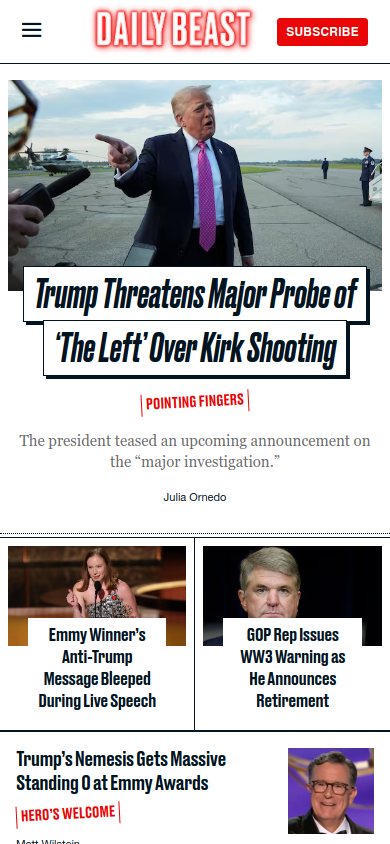 DAILY BEAST
SUBSCRIBE
Trump Threatens Major Probe of
‘The Left’ Over Kirk Shooting
POINTING FINGERS
The president teased an upcoming announcement on
the “major investigation.”
Julia Ornedo
Emmy Winner’s
Anti-Trump
Message Bleeped
During Live Speech
GOP Rep Issues
WW3 Warning as
He Announces
Retirement
Trump’s Nemesis Gets Massive
Standing O at Emmy Awards
HERO’S WELCOME
Matt Wilstein